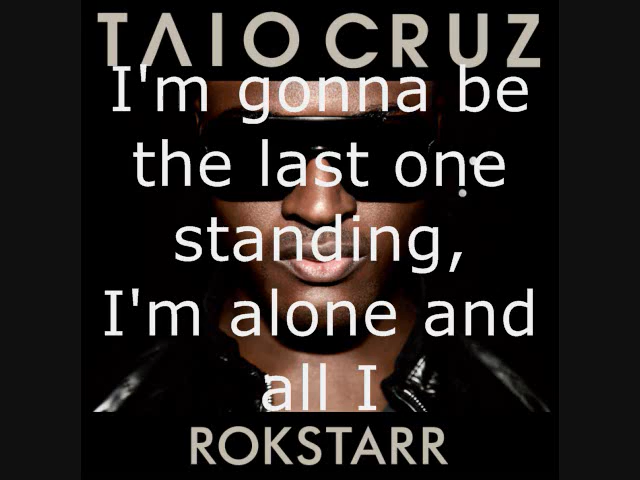 TAIO CRUZ
I'm gonna be
the last one
standing,
I'm alone and
all I
ROKSTARR